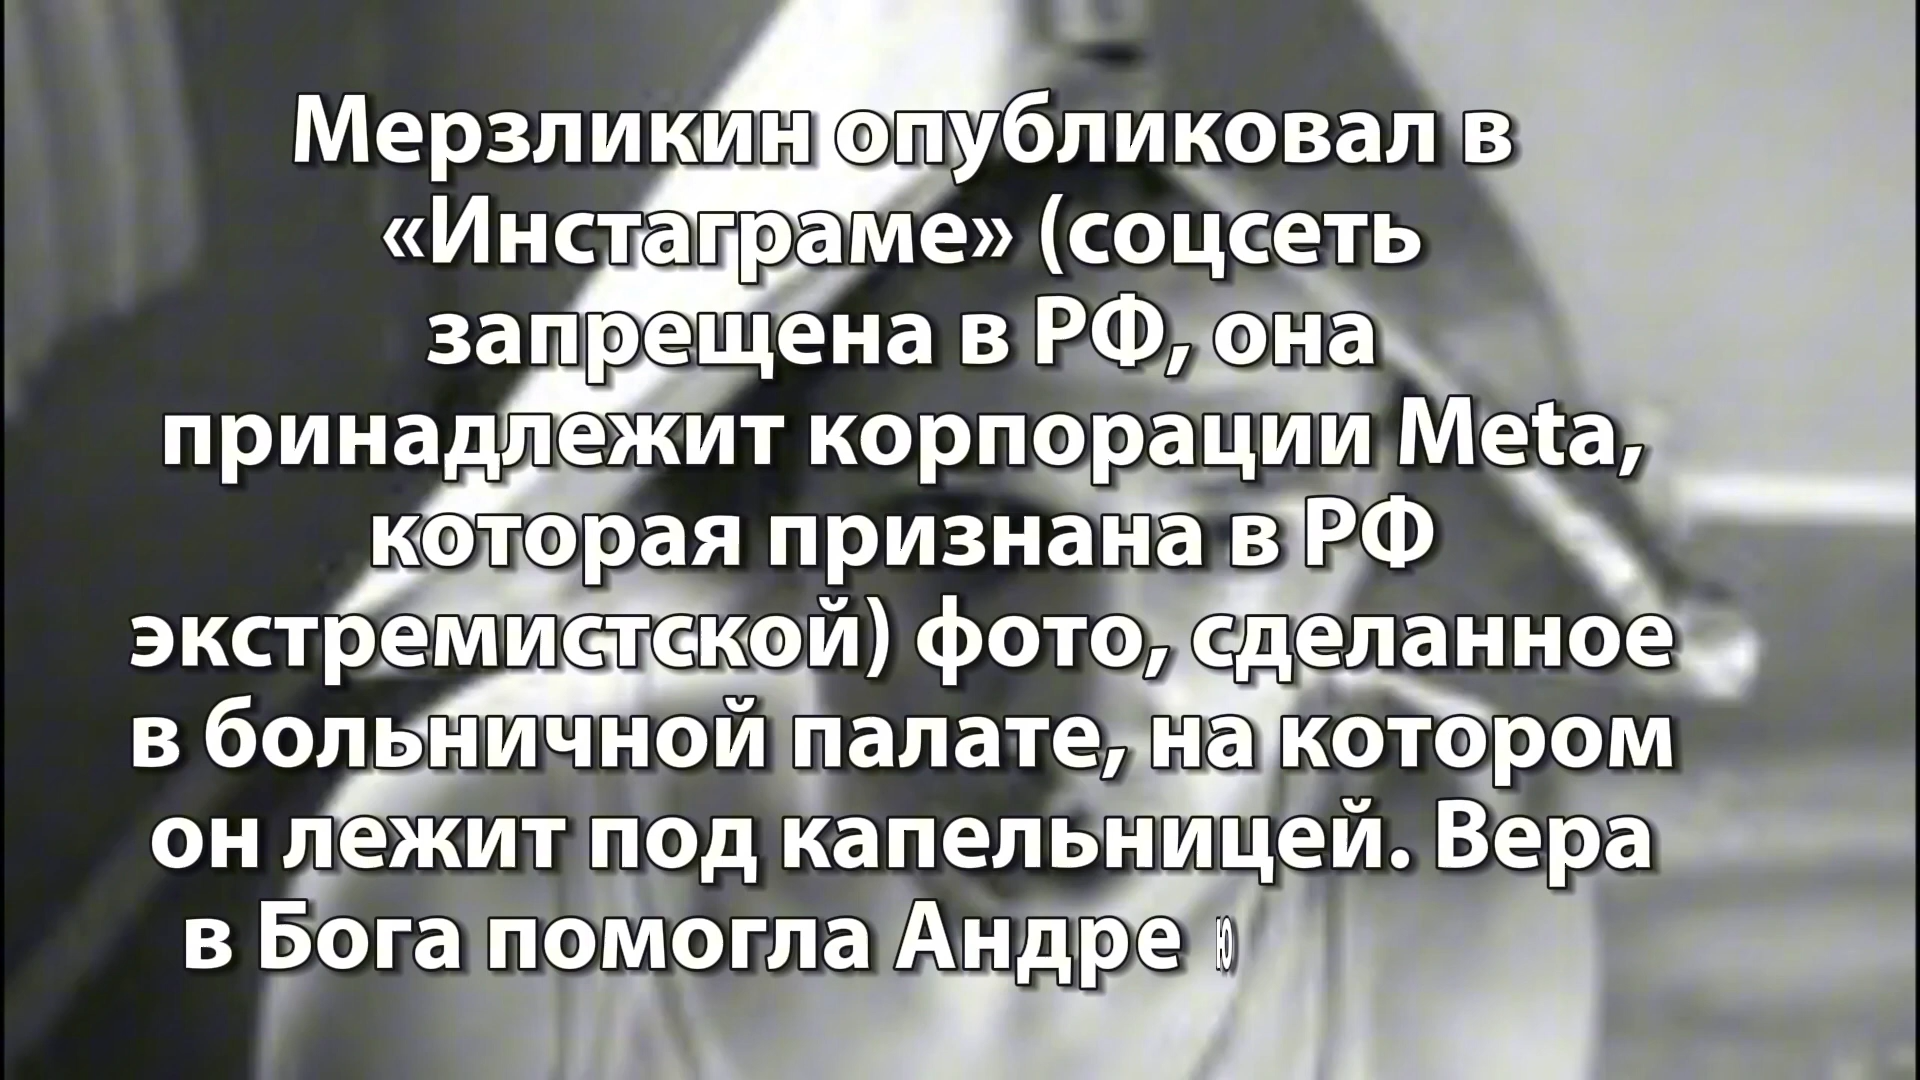 Мерзликин опубликовал в
«Инстаграме» (соцсеть
запрещена в РФ, она
принадлежит корпорации Meta,
которая признана в РФ
экстремистской) фото, сделанное
в больничной палате, на котором
он лежит под капельницей. Вера
в Бога помогла Андре ю